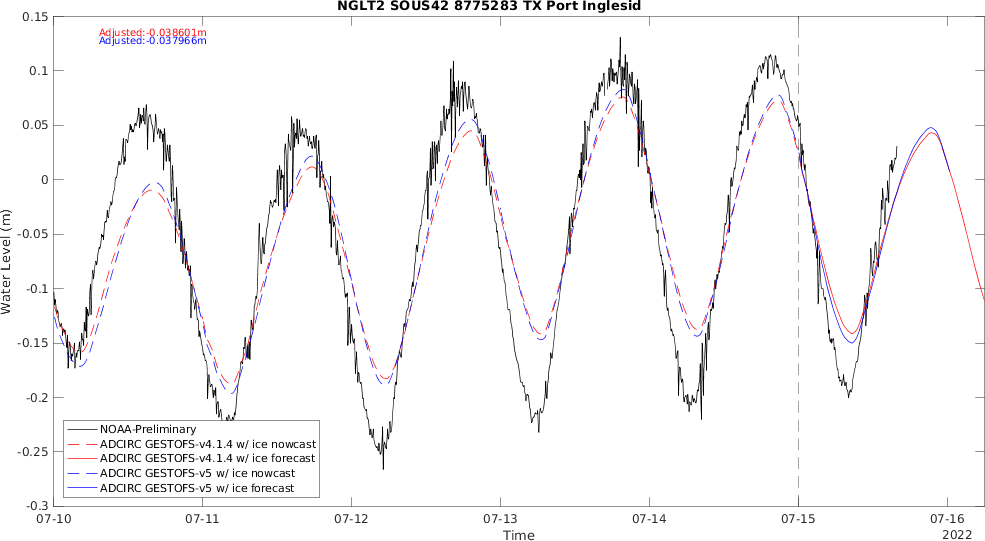 NGLT2 SOUS42 8775283 TX Port Inglesid
Adjusted:-0.038601m
Adjusted:-0.037966m
0.15
0.1
0.05
0
-0.05
-0.1
-0.15
-0.2
-0.25
-0.3
Water Level (m)
NOAA-Preliminary
ADCIRC GESTOFS-v4.1.4 w/ ice nowcast
ADCIRC GESTOFS-v4.1.4 w/ ice forecast
ADCIRC GESTOFS-v5 w/ ice nowcast
ADCIRC GESTOFS-v5 w/ ice forecast
07-10 07-11 07-12 07-13 07-14 07-15 07-16
Time
2022